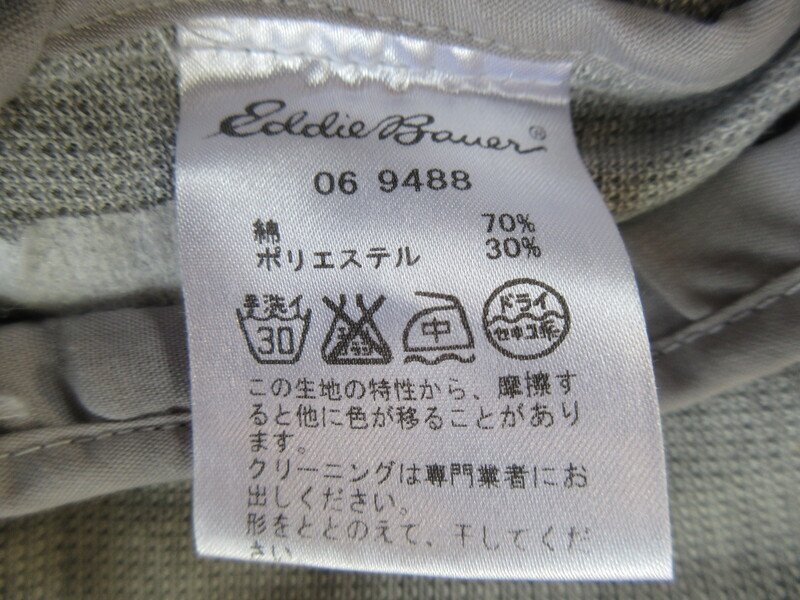 Eddie Bauer®
06 9488
綿 70%
ポリエステル 30%
手洗イ 30 中 ドライ セキユ系
この生地の特性から、摩擦す
ると他に色が移ることがあり
ます。
クリーニングは専門業者にお
出しください。
形をととのえて、干してくだ
さい